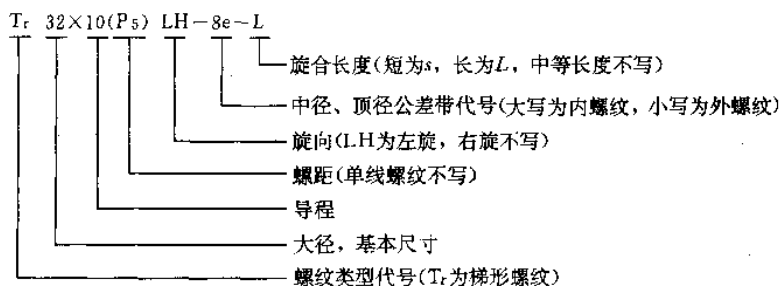 Tr 32×10(P5) LH-8e-L
旋合长度(短为s,长为L,中等长度不写)
中径、顶径公差带代号(大写为内螺纹,小写为外螺纹)
旋向(LH为左旋,右旋不写)
螺距(单线螺纹不写)
导程
大径,基本尺寸
螺纹类型代号(Tr为梯形螺纹)